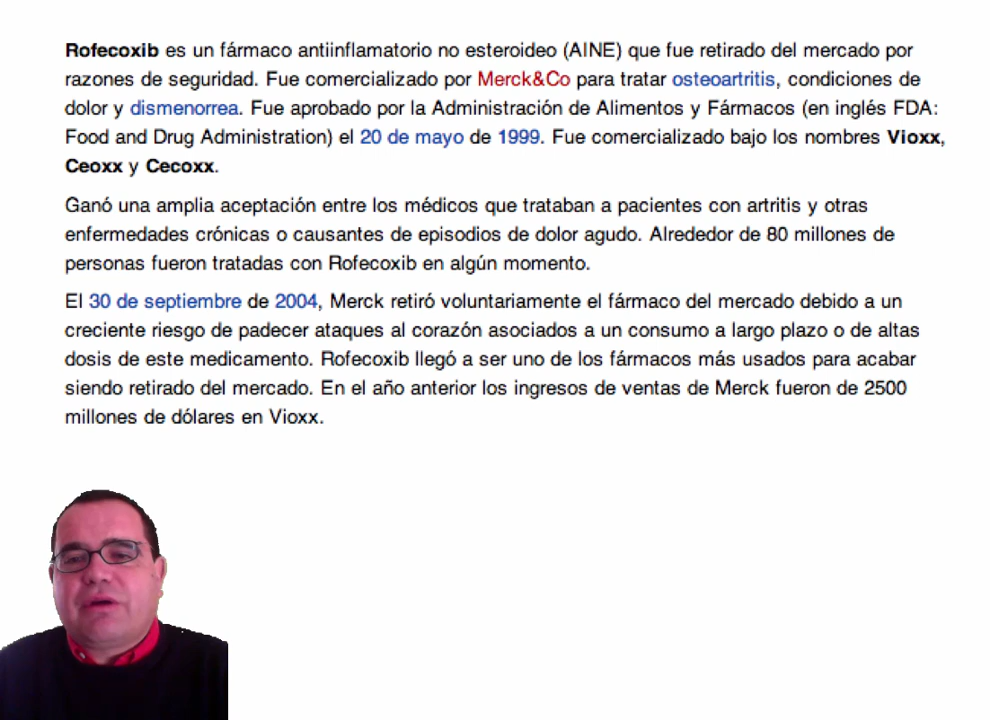 Rofecoxib es un fármaco antiinflamatorio no esteroideo (AINE) que fue retirado del mercado por
razones de seguridad. Fue comercializado por Merck&Co para tratar osteoartritis, condiciones de
dolor y dismenorrea. Fue aprobado por la Administración de Alimentos y Fármacos (en inglés FDA:
Food and Drug Administration) el 20 de mayo de 1999. Fue comercializado bajo los nombres Vioxx,
Ceoxx y Cecoxx.
Ganó una amplia aceptación entre los médicos que trataban a pacientes con artritis y otras
enfermedades crónicas o causantes de episodios de dolor agudo. Alrededor de 80 millones de
personas fueron tratadas con Rofecoxib en algún momento.
El 30 de septiembre de 2004, Merck retiró voluntariamente el fármaco del mercado debido a un
creciente riesgo de padecer ataques al corazón asociados a un consumo a largo plazo o de altas
dosis de este medicamento. Rofecoxib llegó a ser uno de los fármacos más usados para acabar
siendo retirado del mercado. En el año anterior los ingresos de ventas de Merck fueron de 2500
millones de dólares en Vioxx.